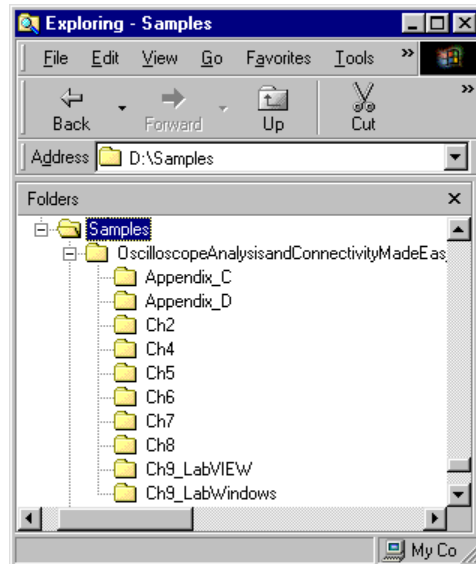 Exploring - Samples
File Edit View Go Favorites Tools »
Back Forward Up Cut »
Address D:\Samples
Folders
Samples
OscilloscopeAnalysisandConnectivityMadeEas
Appendix_C
Appendix_D
Ch2
Ch4
Ch5
Ch6
Ch7
Ch8
Ch9_LabVIEW
Ch9_LabWindows
My Co